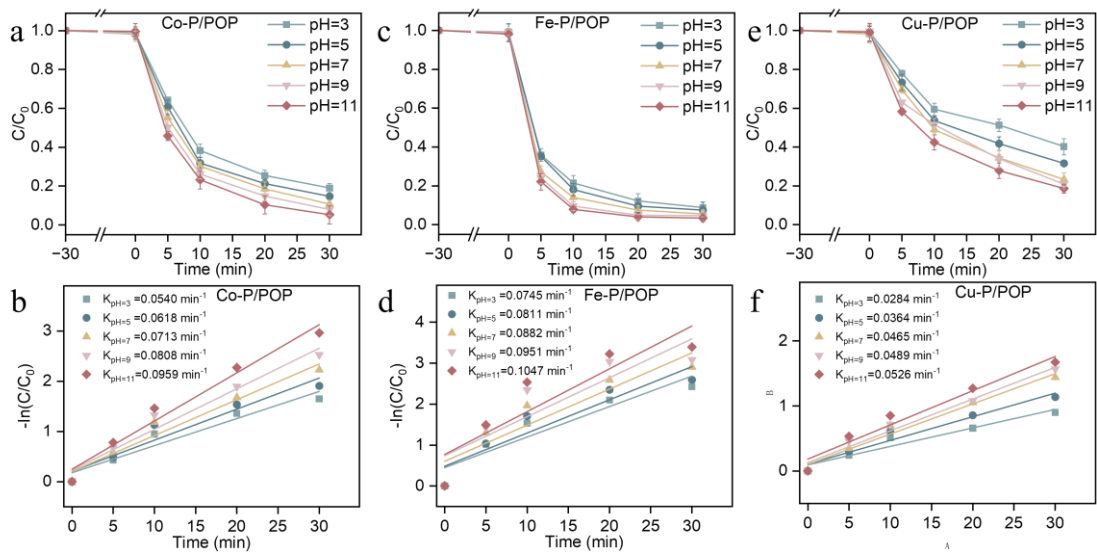 a
Co-P/POP
pH=3
pH=5
pH=7
pH=9
pH=11
C/C0
1.0
0.8
0.6
0.4
0.2
0.0
−30 0 5 10 20 30
Time (min)
c
Fe-P/POP
pH=3
pH=5
pH=7
pH=9
pH=11
C/C0
1.0
0.8
0.6
0.4
0.2
0.0
−30 0 5 10 20 30
Time (min)
e
Cu-P/POP
pH=3
pH=5
pH=7
pH=9
pH=11
C/C0
1.0
0.8
0.6
0.4
0.2
0.0
−30 0 5 10 20 30
Time (min)
b
Co-P/POP
KpH=3 =0.0540 min-1
KpH=5 =0.0618 min-1
KpH=7 =0.0713 min-1
KpH=9 =0.0808 min-1
KpH=11 =0.0959 min-1
-ln(C/C0)
3
2
1
0
0 5 10 20 30
Time (min)
d
Fe-P/POP
KpH=3 =0.0745 min-1
KpH=5 =0.0811 min-1
KpH=7 =0.0882 min-1
KpH=9 =0.0951 min-1
KpH=11 =0.1047 min-1
-ln(C/C0)
4
3
2
1
0
0 5 10 20 30
Time (min)
f
Cu-P/POP
KpH=3 =0.0284 min-1
KpH=5 =0.0364 min-1
KpH=7 =0.0465 min-1
KpH=9 =0.0489 min-1
KpH=11 =0.0526 min-1
B
2
1
0
0 5 10 20 30
A